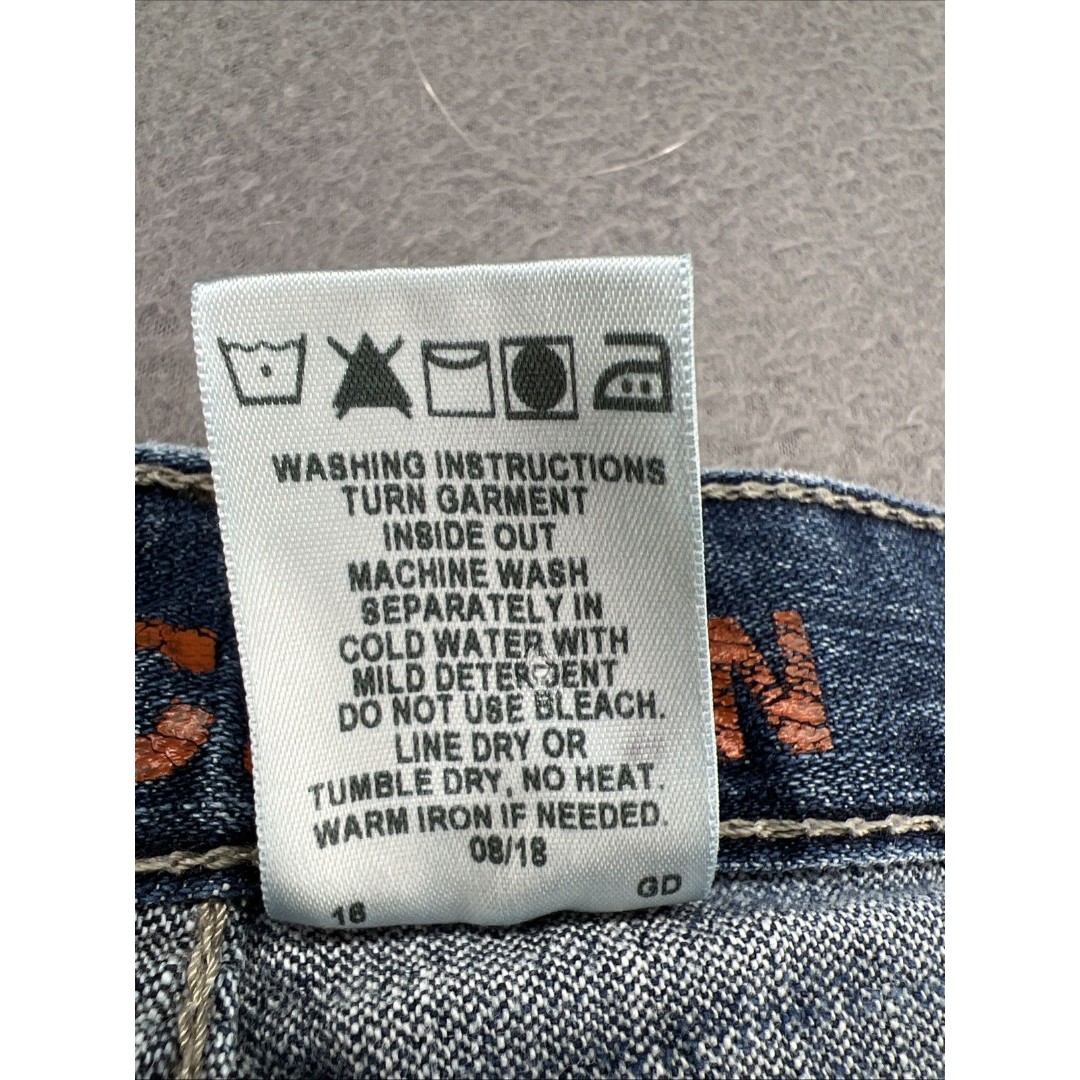 WASHING INSTRUCTIONS
TURN GARMENT
INSIDE OUT
MACHINE WASH
SEPARATELY IN
COLD WATER WITH
MILD DETERGENT
DO NOT USE BLEACH.
LINE DRY OR
TUMBLE DRY, NO HEAT.
WARM IRON IF NEEDED.
08/18
16 GD
N